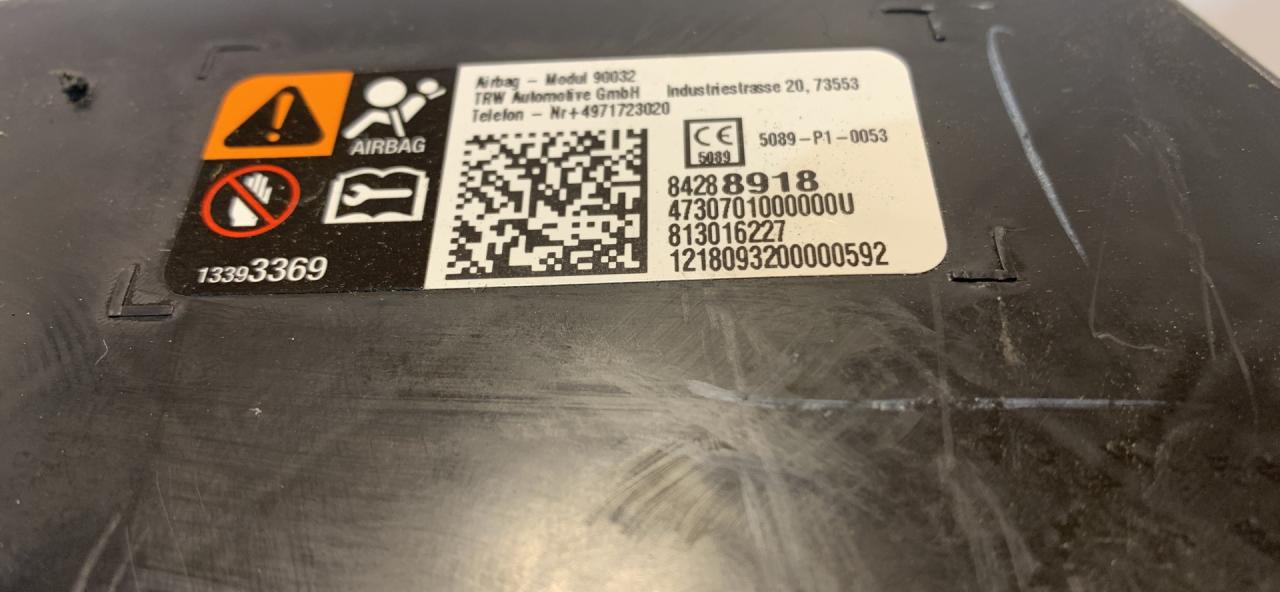 Airbag - Modul 90032
TRW Automotive GmbH Industriestrasse 20, 73553
Telefon - Nr+4971723020
AIRBAG
CE
5089
5089-P1-0053
84288918
4730701000000U
813016227
1218093200000592
13393369